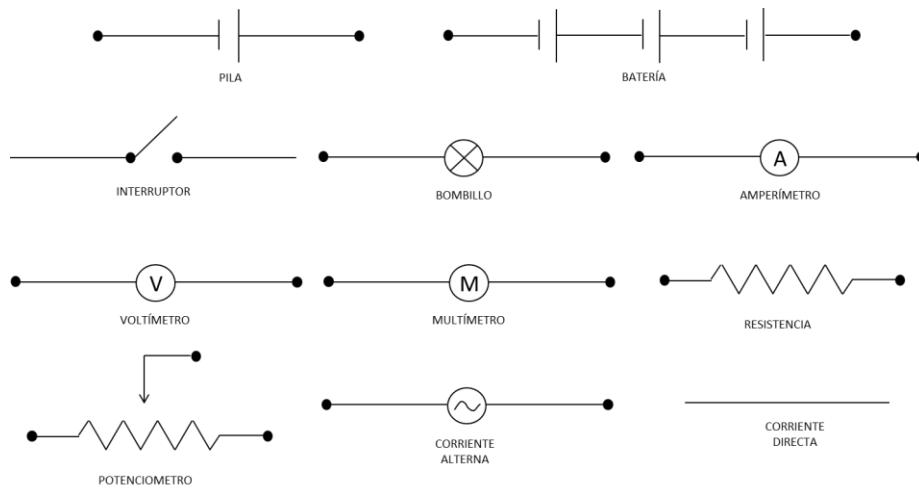 PILA
BATERÍA
INTERRUPTOR
BOMBILLO
A
AMPERÍMETRO
V
VOLTÍMETRO
M
MULTÍMETRO
RESISTENCIA
POTENCIOMETRO
CORRIENTE
ALTERNA
CORRIENTE
DIRECTA